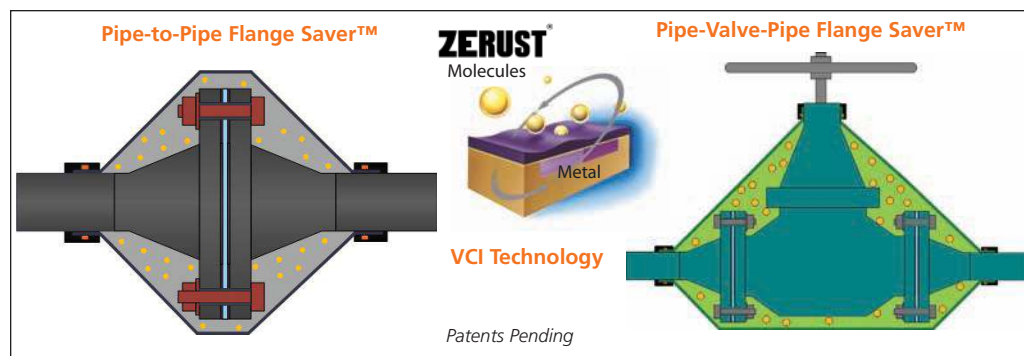 Pipe-to-Pipe Flange Saver™
ZERUST®
Molecules
Metal
VCI Technology
Patents Pending
Pipe-Valve-Pipe Flange Saver™